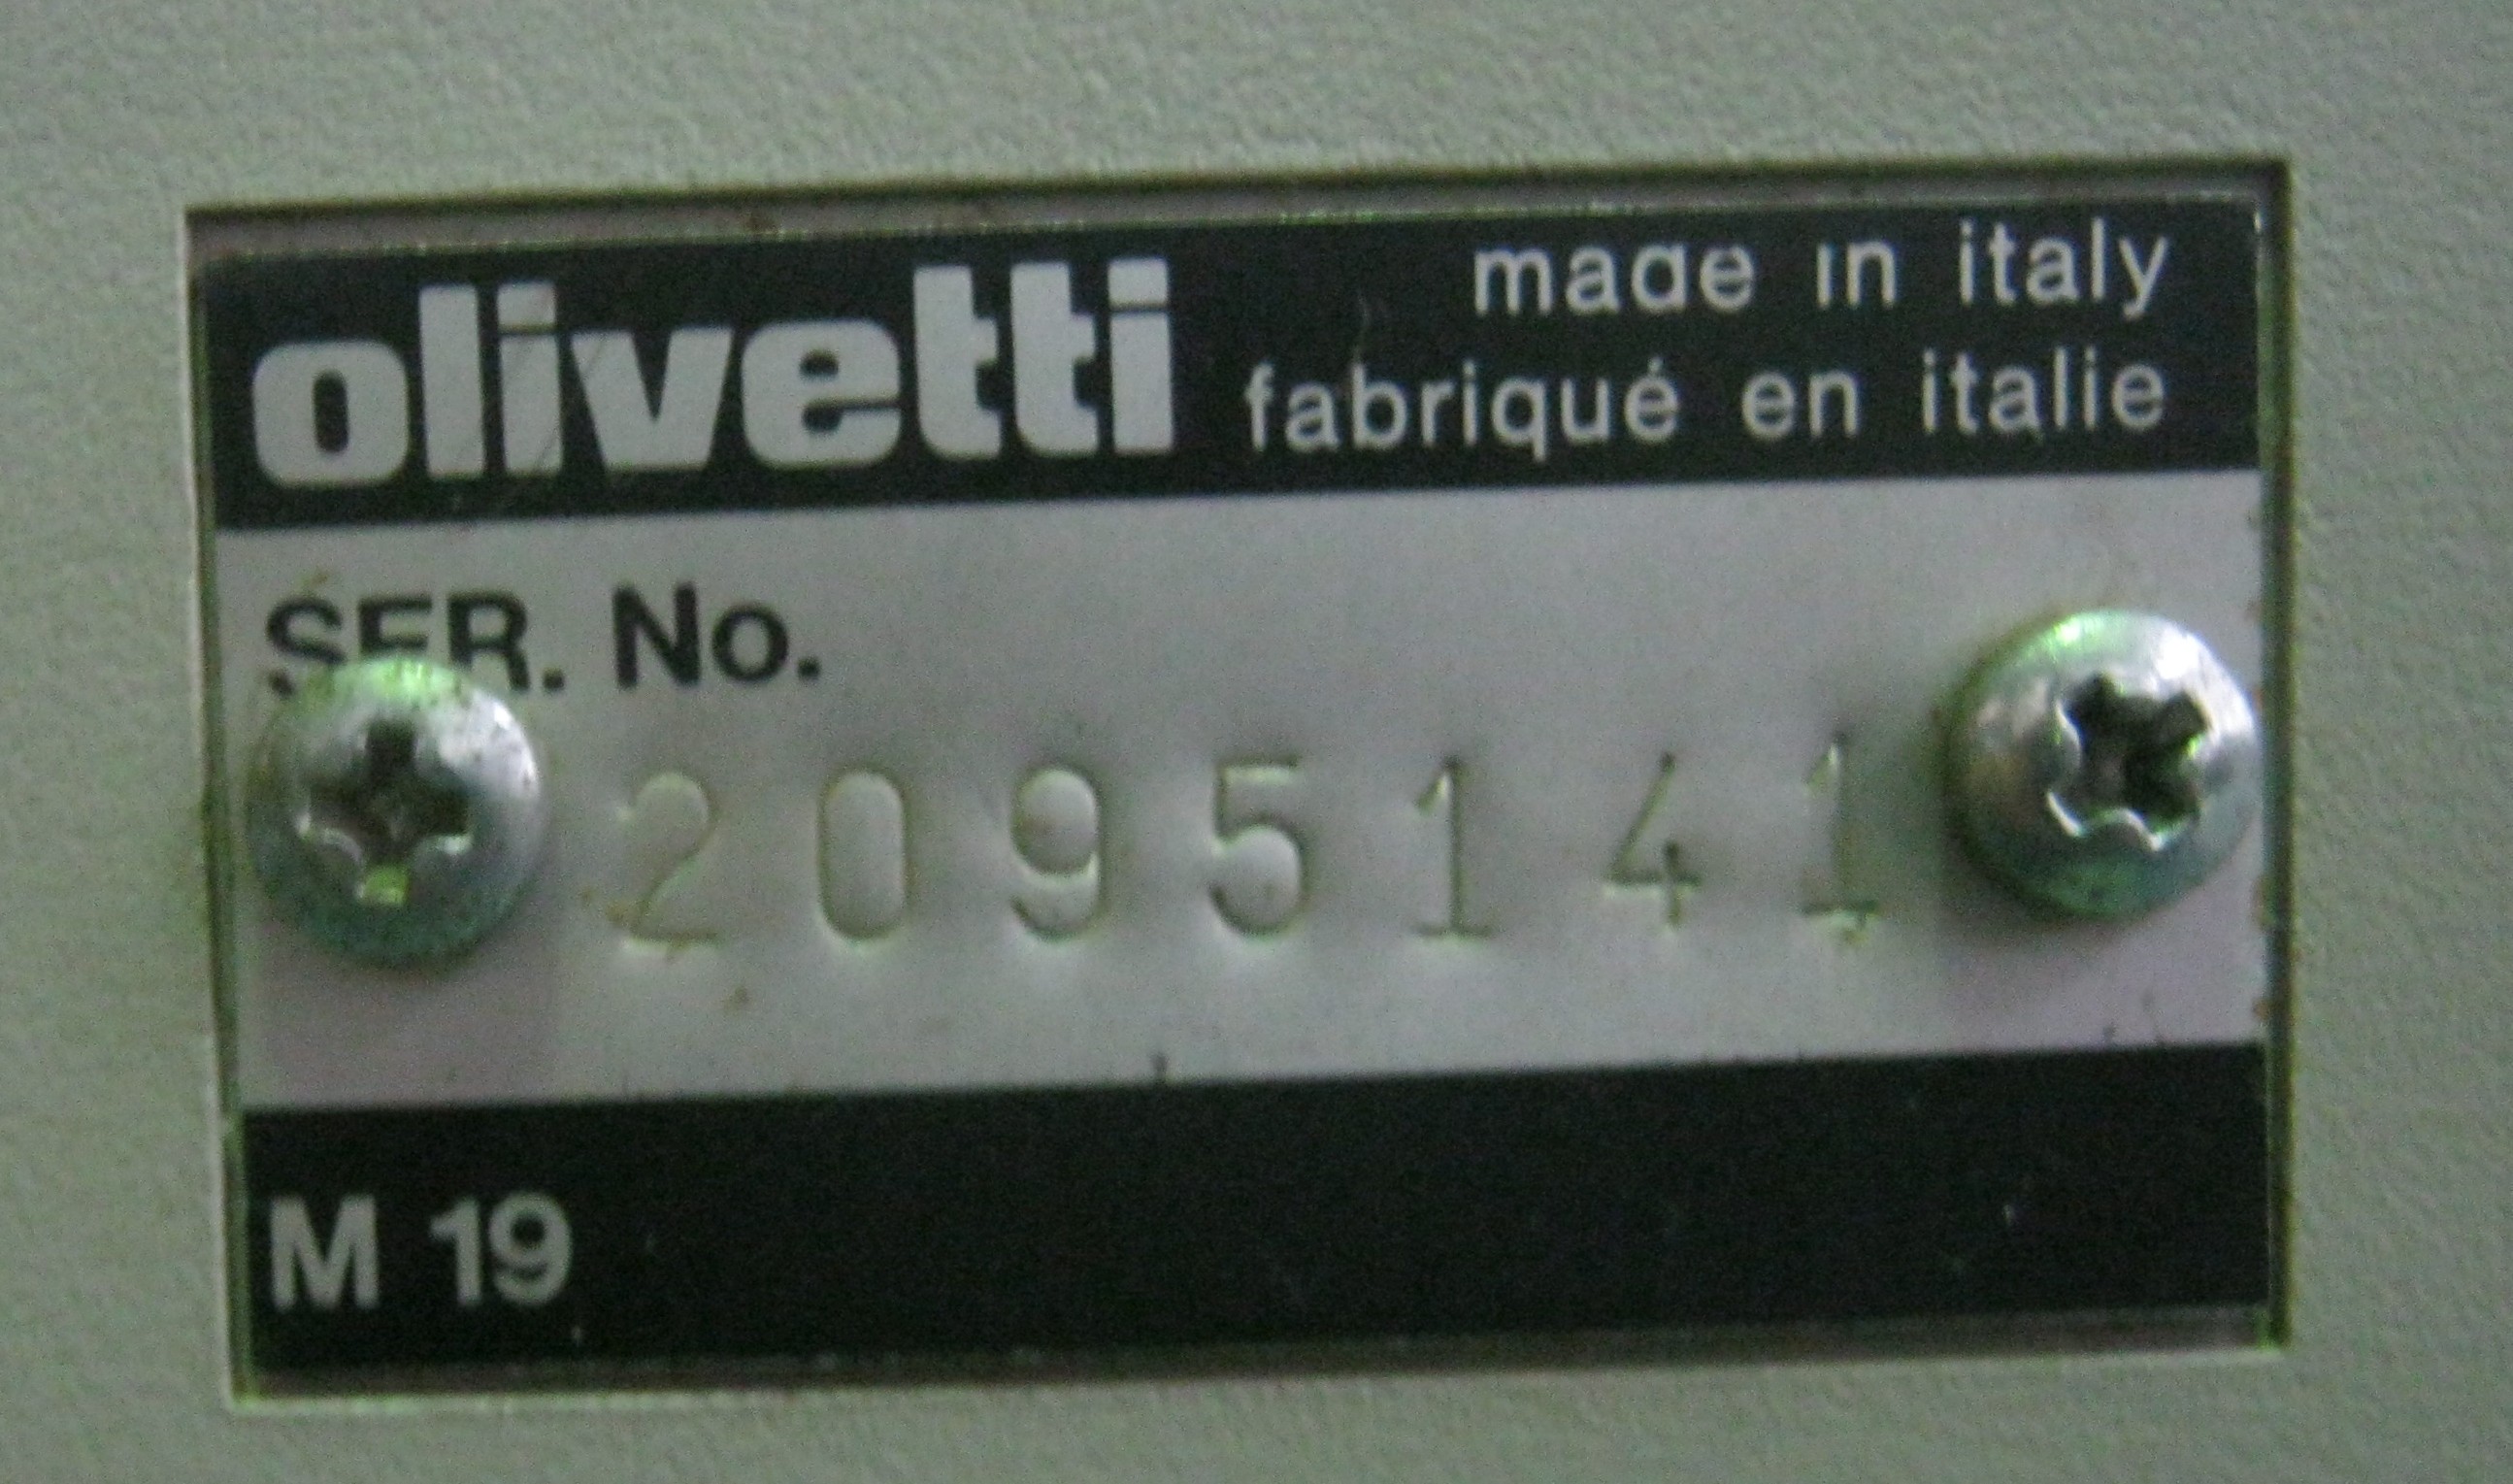 olivetti
made in italy
fabriqué en italie
SER. No.
2095141
M 19